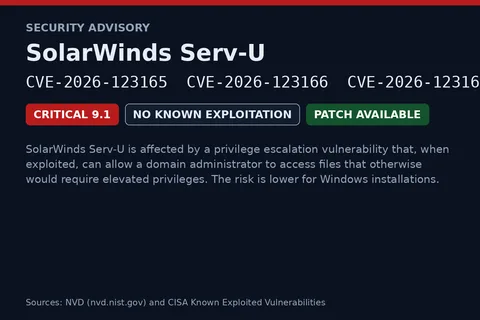 SECURITY ADVISORY
SolarWinds Serv-U
CVE-2026-123165 CVE-2026-123166 CVE-2026-12316
CRITICAL 9.1 NO KNOWN EXPLOITATION PATCH AVAILABLE
SolarWinds Serv-U is affected by a privilege escalation vulnerability that, when
exploited, can allow a domain administrator to access files that otherwise
would require elevated privileges. The risk is lower for Windows installations.
Sources: NVD (nvd.nist.gov) and CISA Known Exploited Vulnerabilities